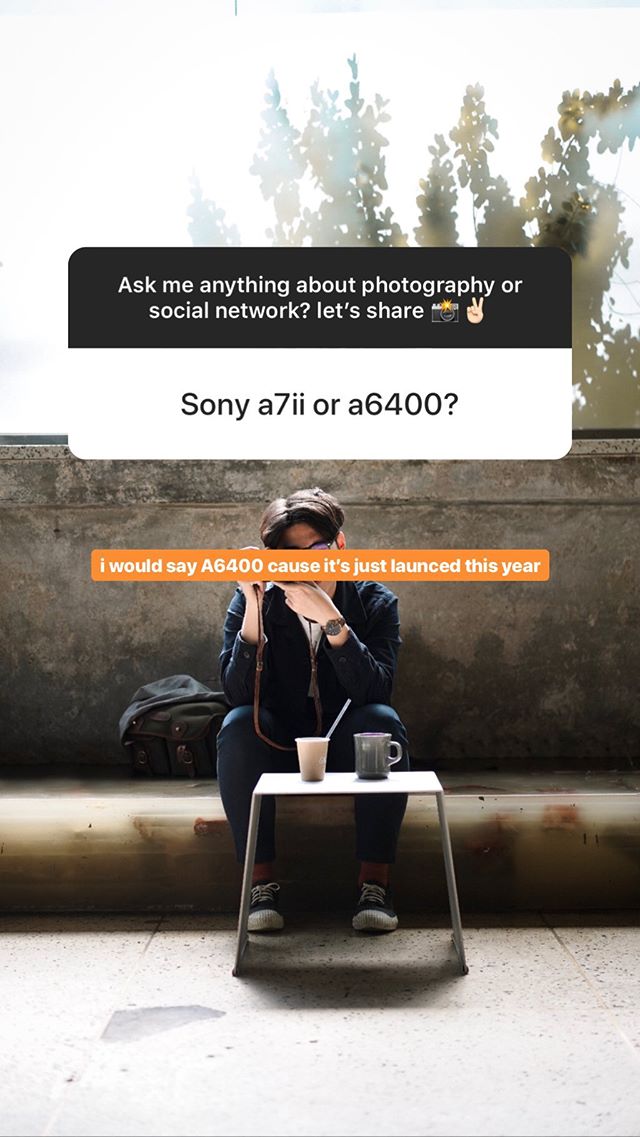 Ask me anything about photography or
social network? let's share 📸✌🏻
Sony a7ii or a6400?
i would say A6400 cause it's just launced this year